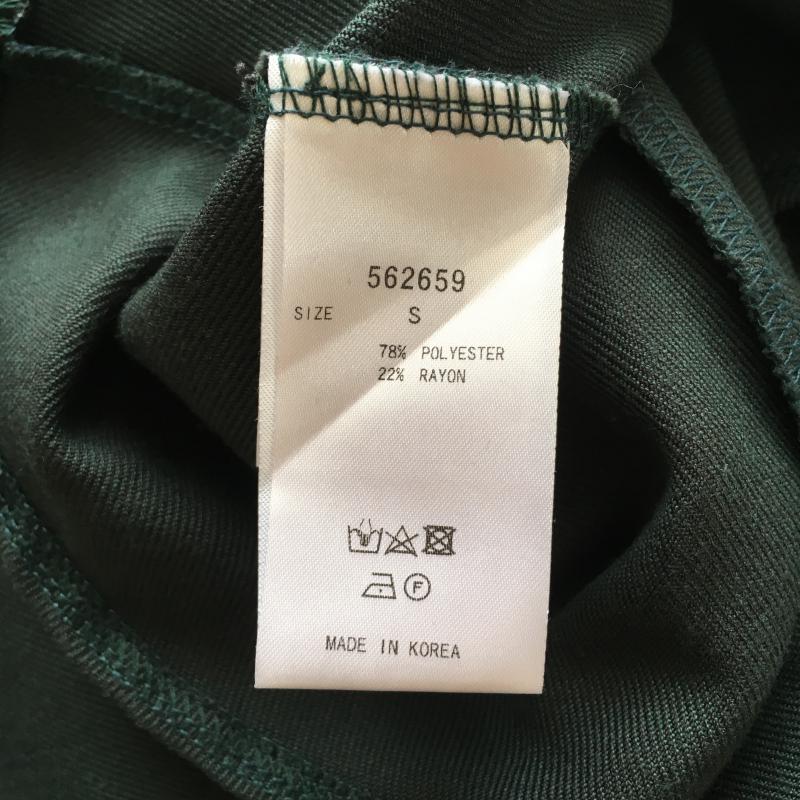 562659
SIZE S
78% POLYESTER
22% RAYON
F
MADE IN KOREA